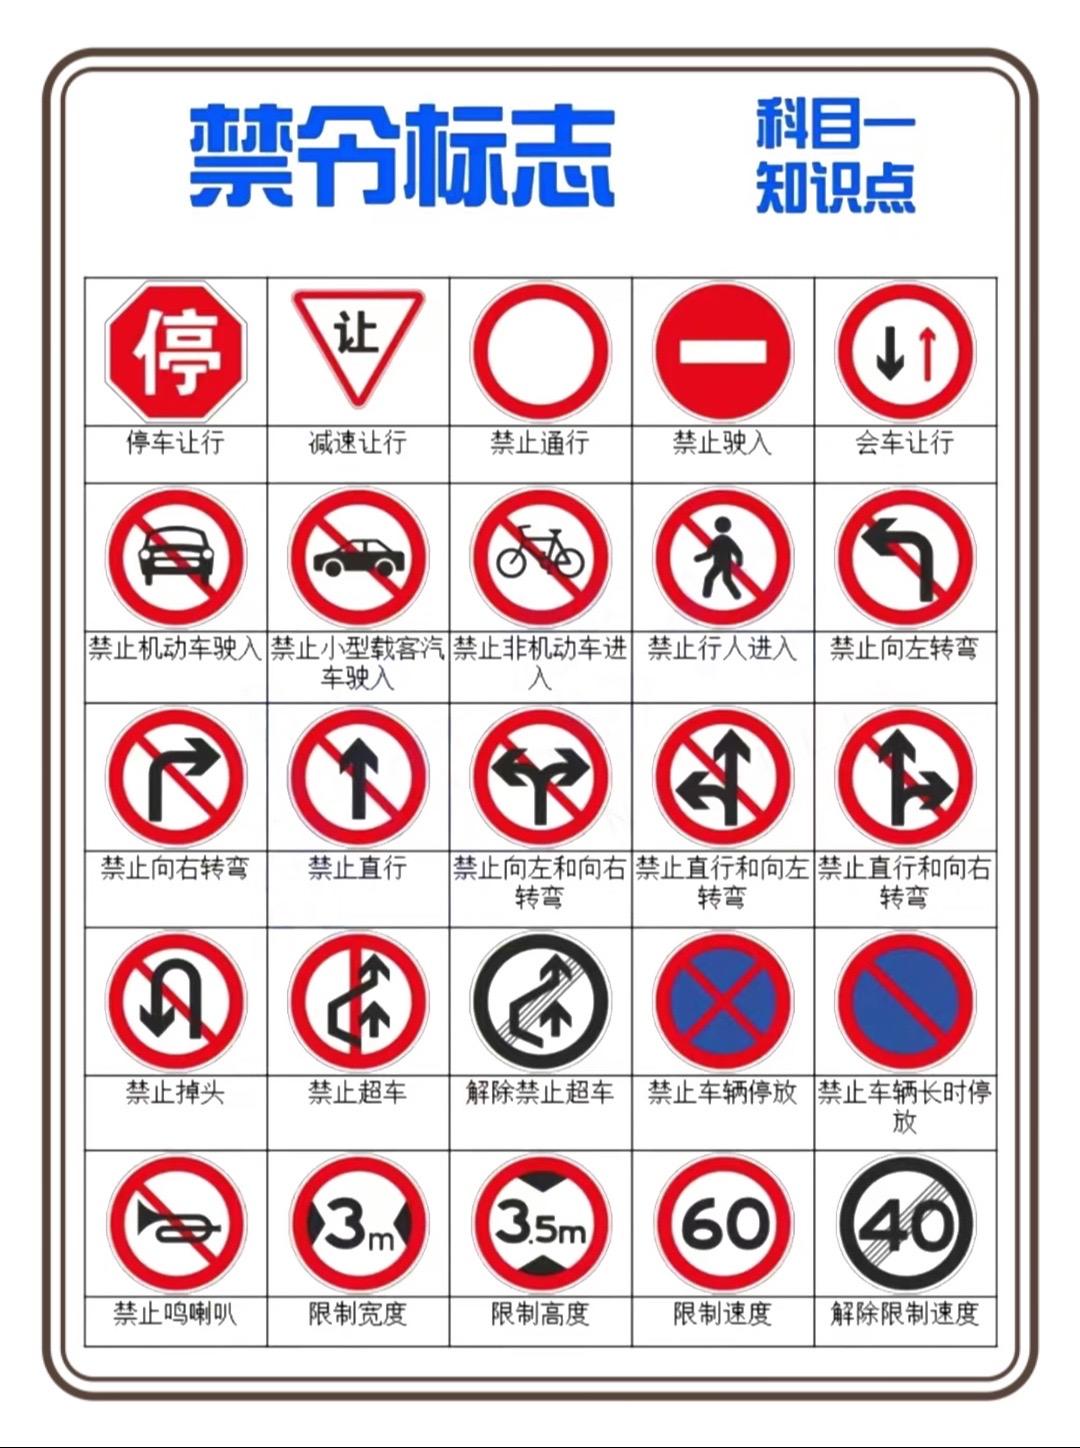 禁令标志
科目一
知识点
停
让
停车让行
减速让行
禁止通行
禁止驶入
会车让行
禁止机动车驶入
禁止小型载客汽
车驶入
禁止非机动车进
入
禁止行人进入
禁止向左转弯
禁止向右转弯
禁止直行
禁止向左和向右
转弯
禁止直行和向左
转弯
禁止直行和向右
转弯
禁止掉头
禁止超车
解除禁止超车
禁止车辆停放
禁止车辆长时停
放
3m
3.5m
60
40
禁止鸣喇叭
限制宽度
限制高度
限制速度
解除限制速度